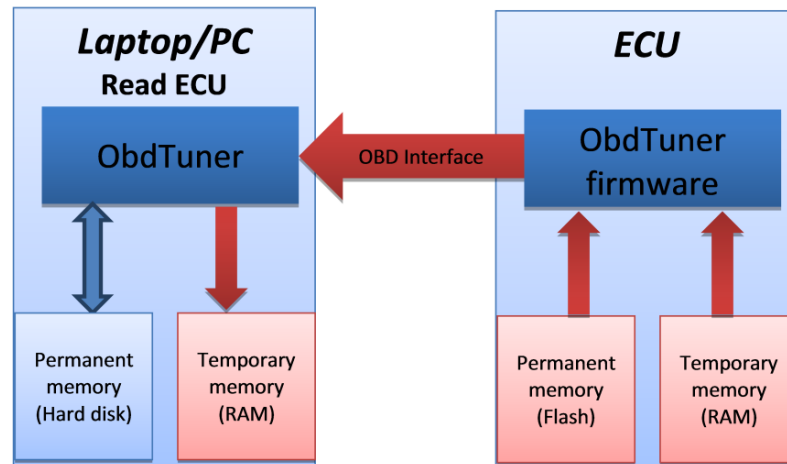 Laptop/PC
Read ECU
ObdTuner
Permanent
memory
(Hard disk)
Temporary
memory
(RAM)
OBD Interface
ECU
ObdTuner
firmware
Permanent
memory
(Flash)
Temporary
memory
(RAM)